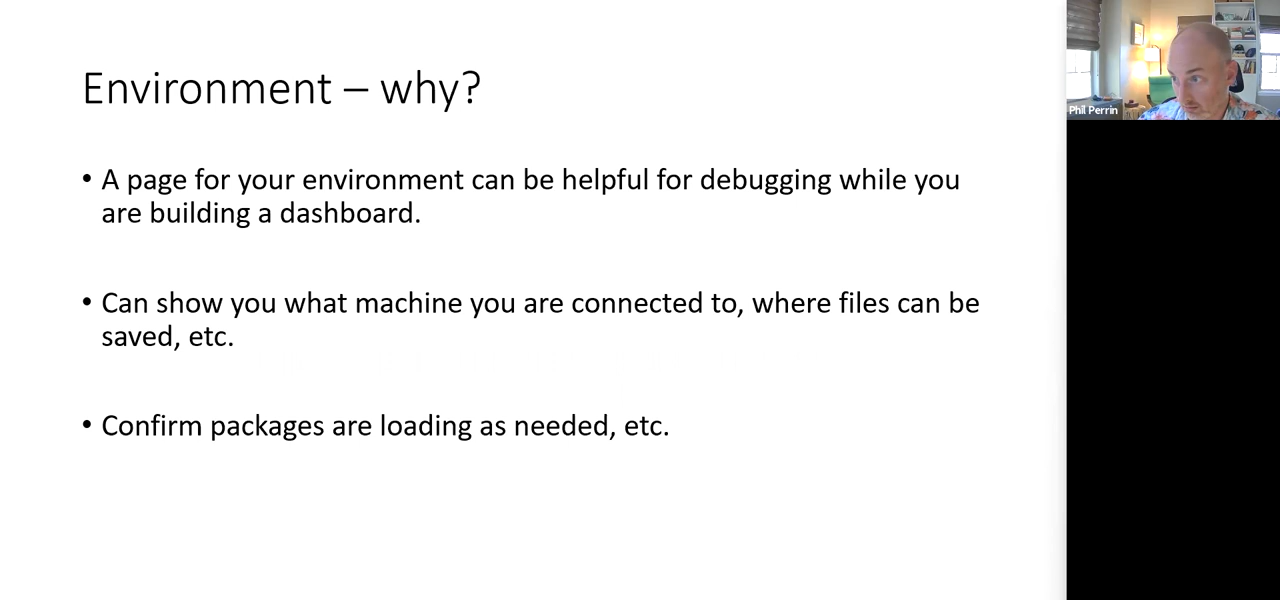 Environment – why?
• A page for your environment can be helpful for debugging while you
are building a dashboard.
• Can show you what machine you are connected to, where files can be
saved, etc.
• Confirm packages are loading as needed, etc.
Phil Perrin